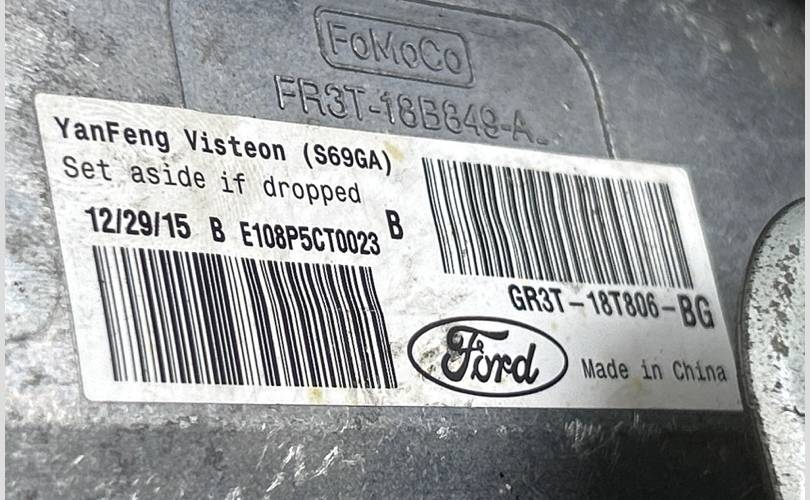 FoMoCo
FR3T-18B849-A
YanFeng Visteon (S69GA)
Set aside if dropped
12/29/15 B E108P5CT0023 B
GR3T-18T806-BG
Ford
Made in China